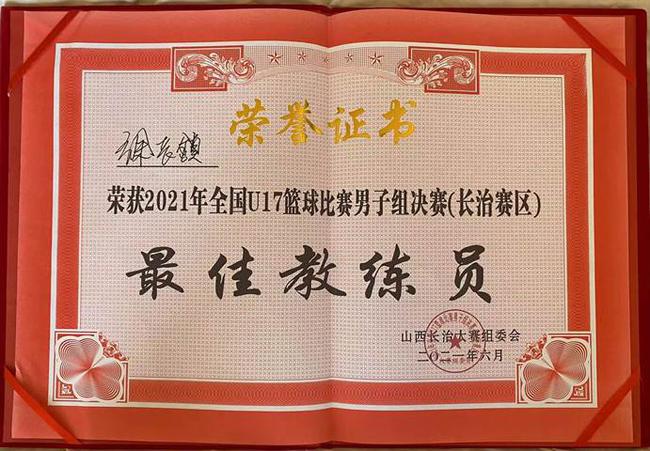 荣誉证书
荣获2021年全国U17篮球比赛男子组决赛(长治赛区)
最佳教练员
山西长治大赛组委会
二〇二一年六月